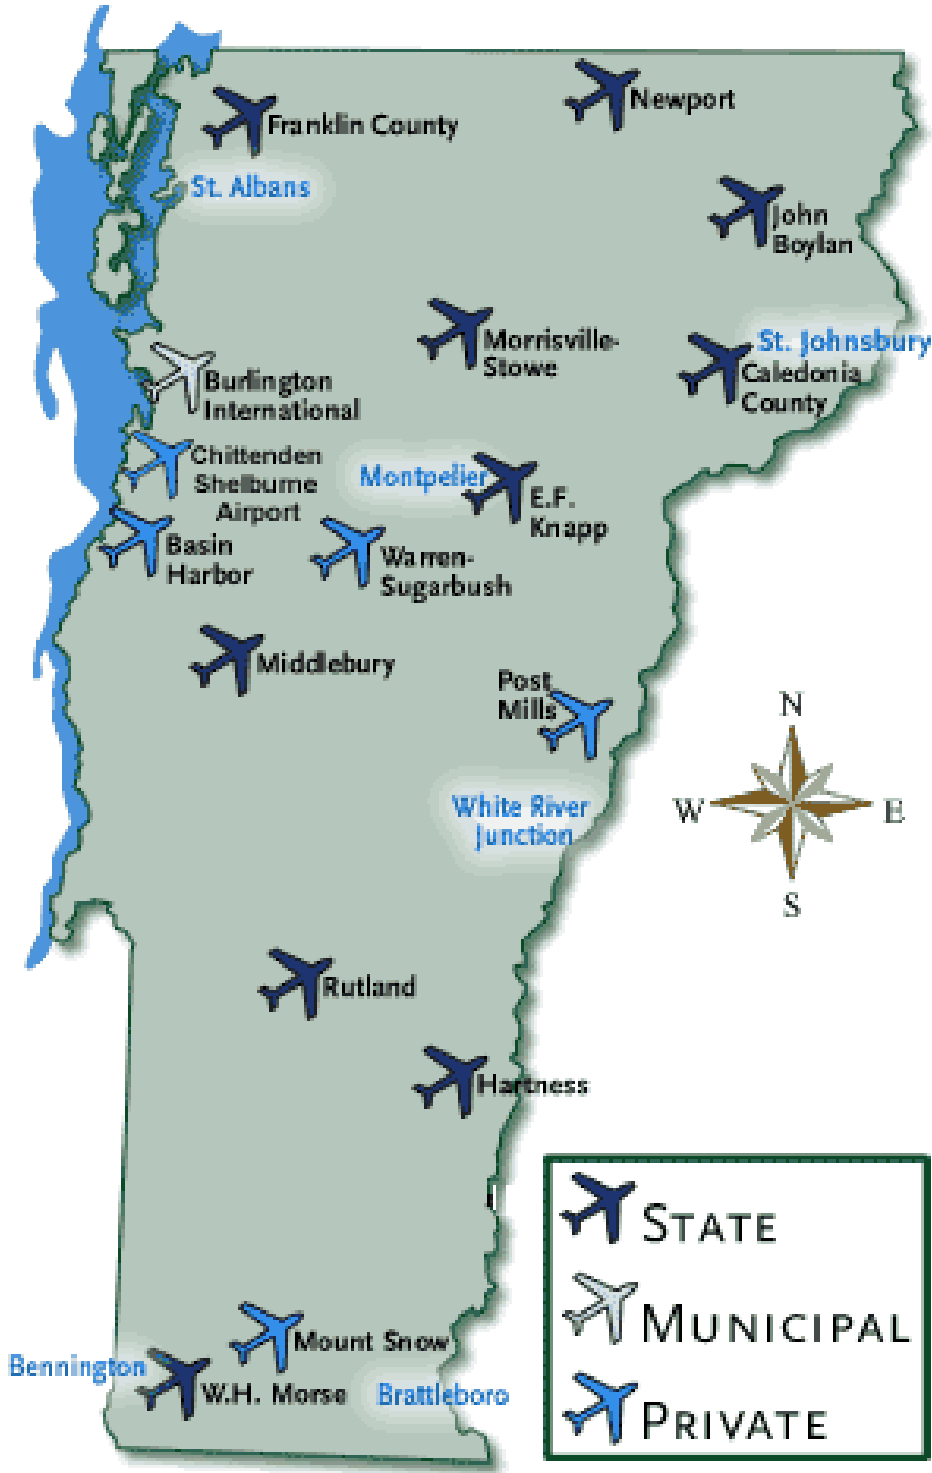 Newport
Franklin County
St. Albans
John
Boylan
Morrisville-
Stowe
St. Johnsbury
Caledonia
County
Burlington
International
Chittenden
Shelburne
Airport
Montpelier
E.F.
Knapp
Basin
Harbor
Warren-
Sugarbush
Middlebury
Post
Mills
N
W
E
S
White River
Junction
Rutland
Hartness
Mount Snow
Bennington
W.H. Morse
Brattleboro
STATE
MUNICIPAL
PRIVATE